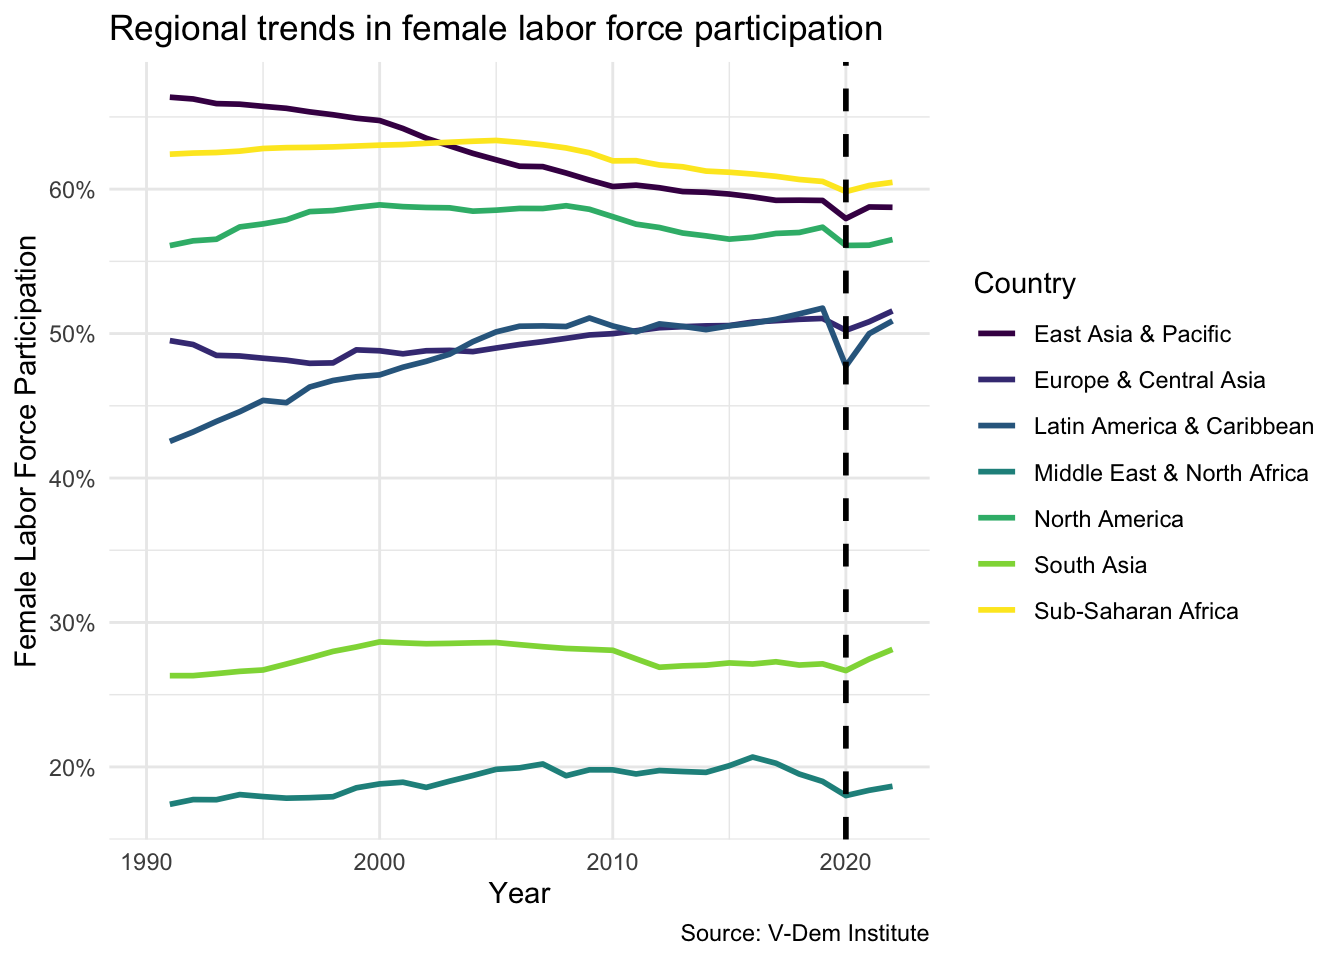 Regional trends in female labor force participation
Female Labor Force Participation
60%
50%
40%
30%
20%
1990
2000
2010
2020
Year
Country
East Asia & Pacific
Europe & Central Asia
Latin America & Caribbean
Middle East & North Africa
North America
South Asia
Sub-Saharan Africa
Source: V-Dem Institute